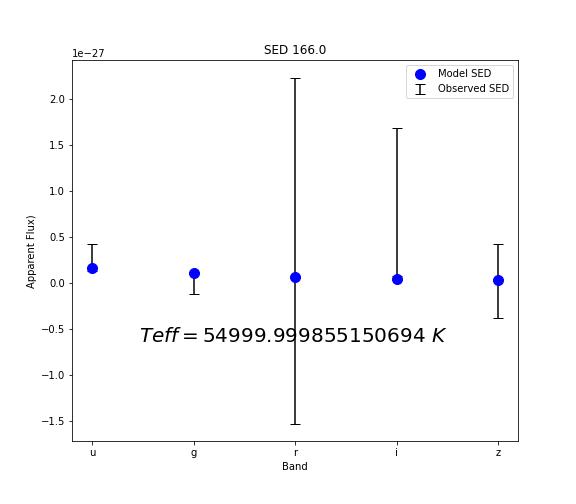 SED 166.0
1e−27
Model SED
Observed SED
2.0
1.5
1.0
0.5
0.0
−0.5
−1.0
−1.5
Apparent Flux)
Teff = 54999.999855150694 K
u g r i z
Band